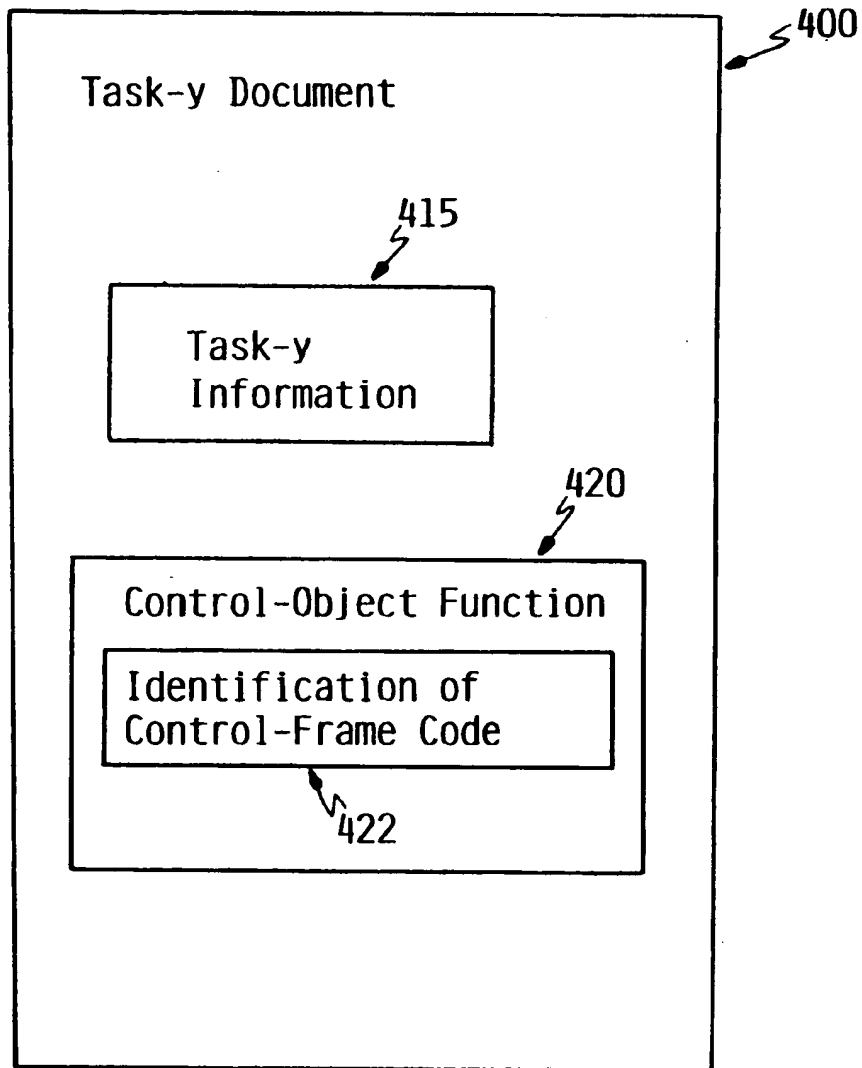 400
Task-y Document
415
Task-y
Information
420
Control-Object Function
Identification of
Control-Frame Code
422